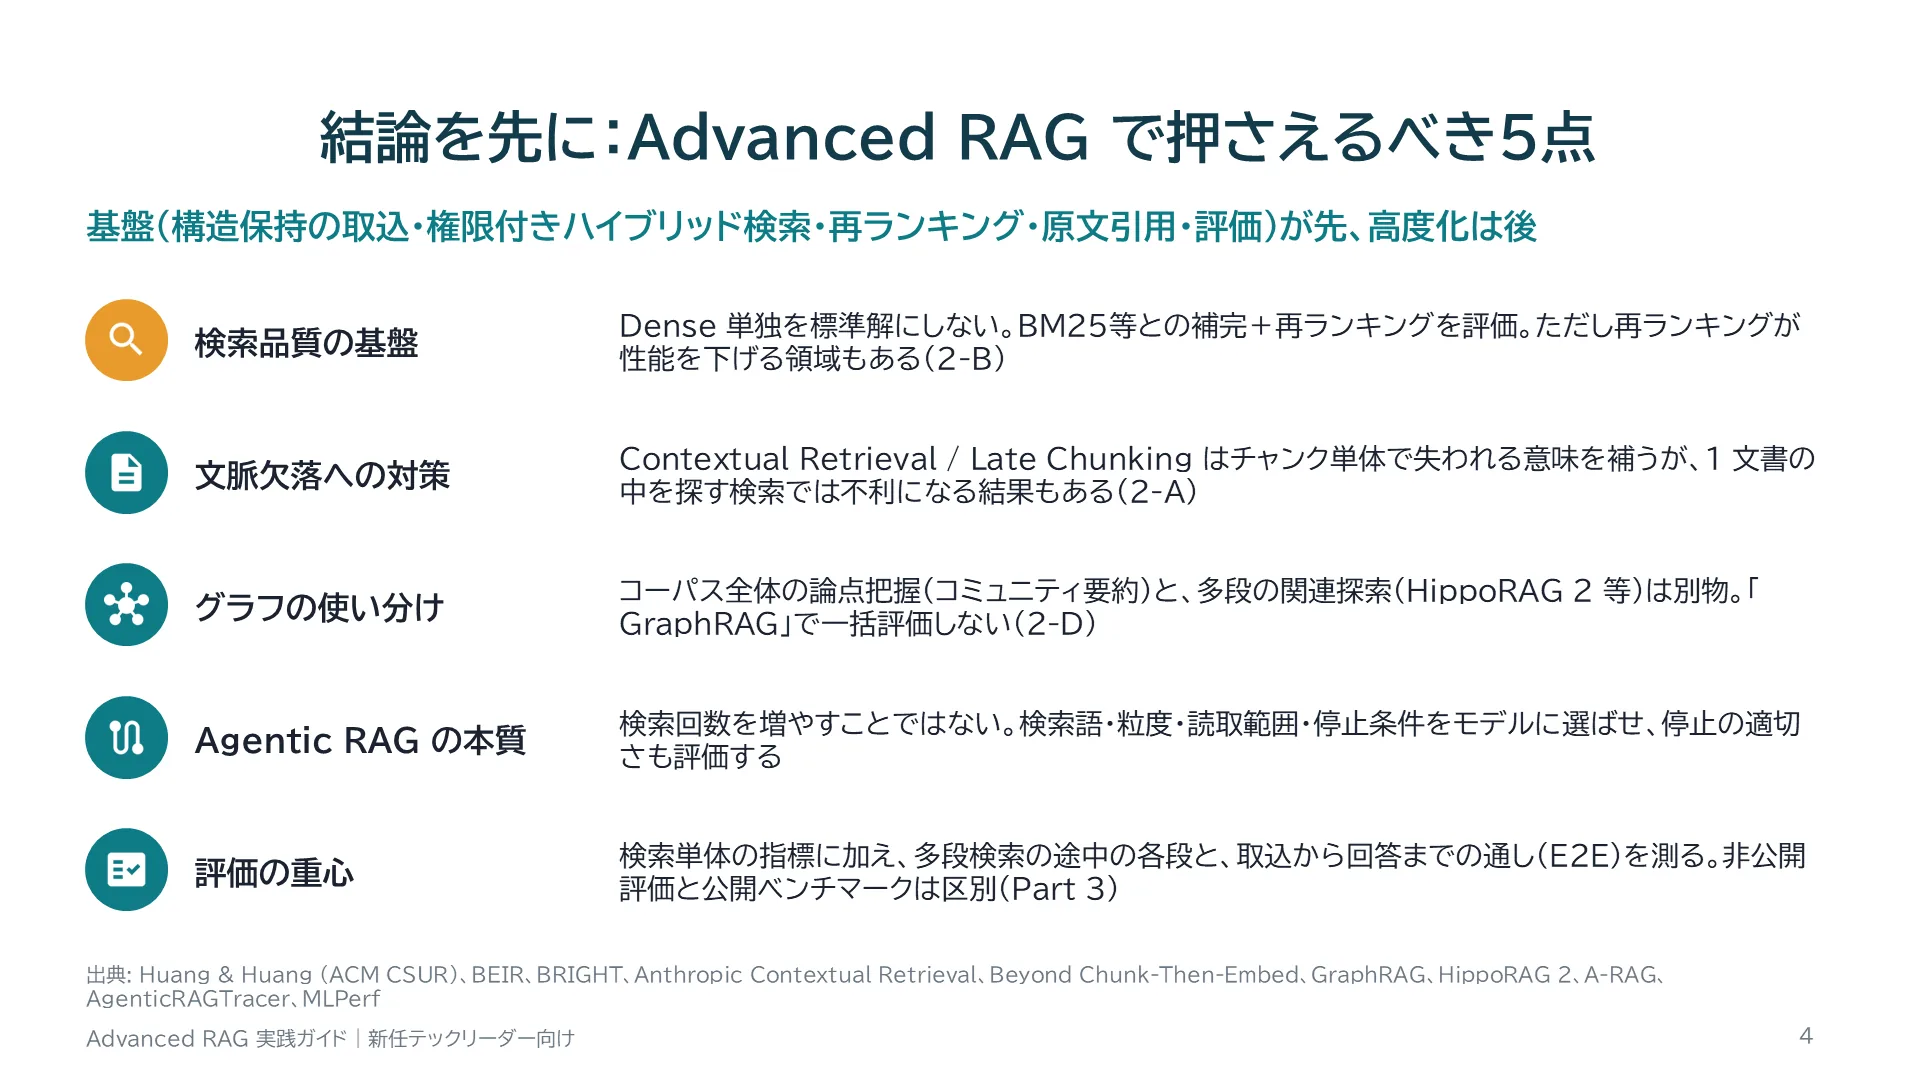 結論を先に：Advanced RAG で押さえるべき5点
基盤（構造保持の取込・権限付きハイブリッド検索・再ランキング・原文引用・評価）が先、高度化は後
検索品質の基盤
Dense 単独を標準解にしない。BM25等との補完＋再ランキングを評価。ただし再ランキングが
性能を下げる領域もある（2-B）
文脈欠落への対策
Contextual Retrieval / Late Chunking はチャンク単体で失われる意味を補うが、1 文書の
中を探す検索では不利になる結果もある（2-A）
グラフの使い分け
コーパス全体の論点把握（コミュニティ要約）と、多段の関連探索（HippoRAG 2 等）は別物。「
GraphRAG」で一括評価しない（2-D）
Agentic RAG の本質
検索回数を増やすことではない。検索語・粒度・読取範囲・停止条件をモデルに選ばせ、停止の適切
さも評価する
評価の重心
検索単体の指標に加え、多段検索の途中の各段と、取込から回答までの通し（E2E）を測る。非公開
評価と公開ベンチマークは区別（Part 3）
出典: Huang & Huang (ACM CSUR)、BEIR、BRIGHT、Anthropic Contextual Retrieval、Beyond Chunk-Then-Embed、GraphRAG、HippoRAG 2、A-RAG、
AgenticRAGTracer、MLPerf
Advanced RAG 実践ガイド｜新任テックリーダー向け
4